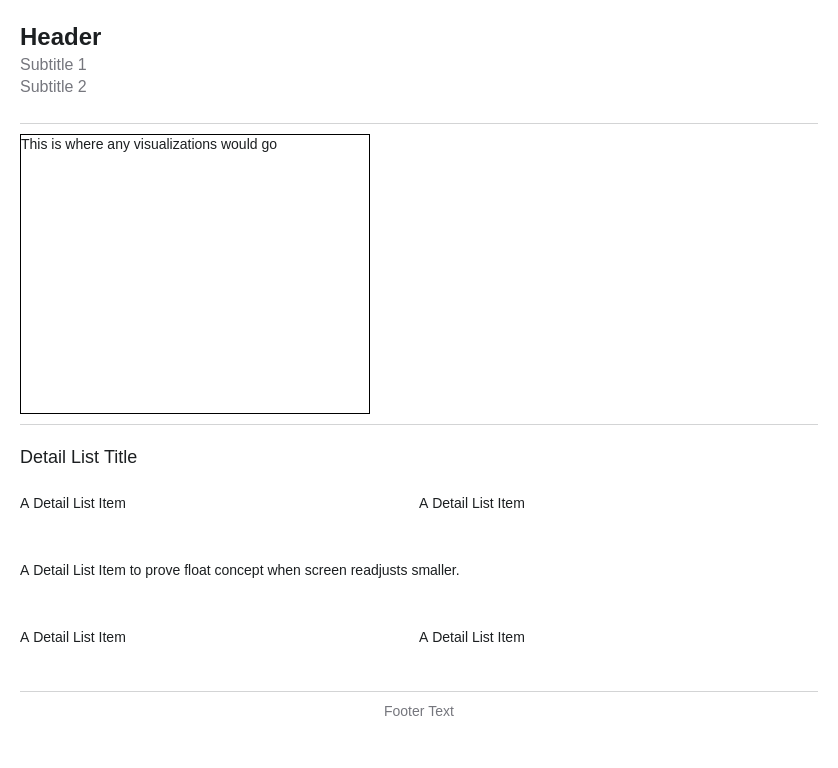 Header
Subtitle 1
Subtitle 2
This is where any visualizations would go
Detail List Title
A Detail List Item
A Detail List Item
A Detail List Item to prove float concept when screen readjusts smaller.
A Detail List Item
A Detail List Item
Footer Text